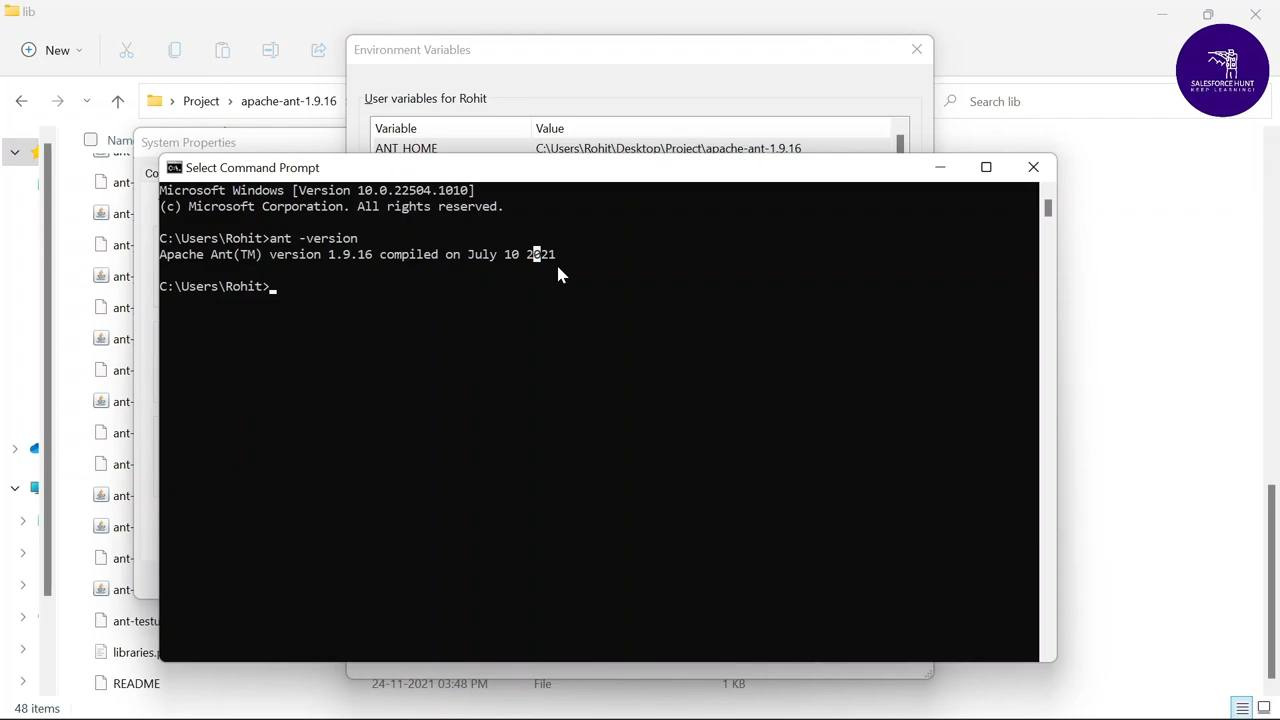 lib
New
Project
apache-ant-1.9.16
Search lib
SALESFORCE HUNT
KEEP LEARNING!
Environment Variables
User variables for Rohit
Variable
Value
ANT_HOME
C:\Users\Rohit\Desktop\Project\apache-ant-1.9.16
System Properties
Select Command Prompt
Microsoft Windows [Version 10.0.22504.1010]
(c) Microsoft Corporation. All rights reserved.
C:\Users\Rohit>ant -version
Apache Ant(TM) version 1.9.16 compiled on July 10 2021
C:\Users\Rohit>
ant-
ant-
ant-
ant-
ant-
ant-
ant-
ant-
ant-
ant-
ant-
ant-
ant-
ant-
README
24-11-2021 03:48 PM
File
1 KB
48 items